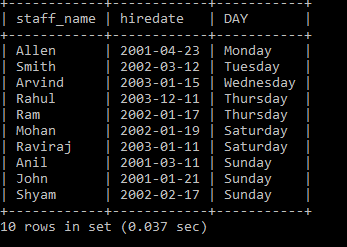 +------------+------------+-----------+
| staff_name | hiredate | DAY |
+------------+------------+-----------+
| Allen | 2001-04-23 | Monday |
| Smith | 2002-03-12 | Tuesday |
| Arvind | 2003-01-15 | Wednesday |
| Rahul | 2003-12-11 | Thursday |
| Ram | 2002-01-17 | Thursday |
| Mohan | 2002-01-19 | Saturday |
| Raviraj | 2003-01-11 | Saturday |
| Anil | 2001-03-11 | Sunday |
| John | 2001-01-21 | Sunday |
| Shyam | 2002-02-17 | Sunday |
+------------+------------+-----------+
10 rows in set (0.037 sec)